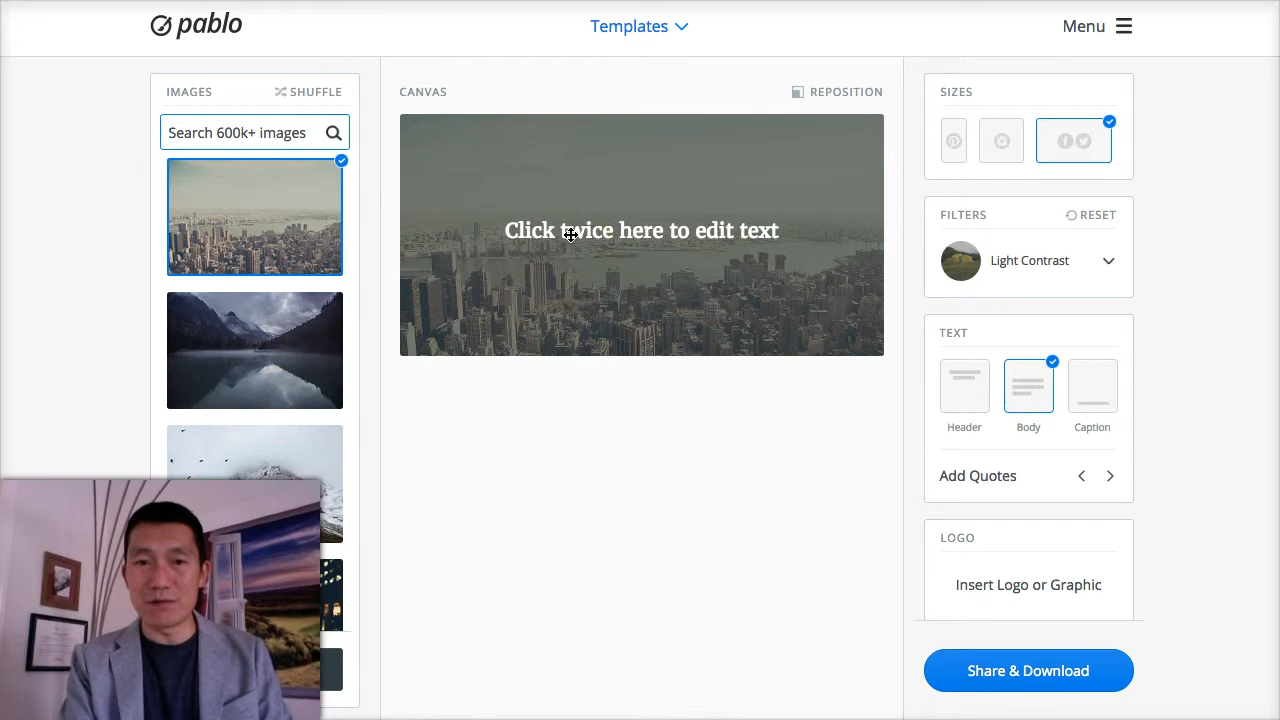 pablo
Templates
Menu
IMAGES
SHUFFLE
Search 600k+ images
CANVAS
REPOSITION
Click twice here to edit text
SIZES
FILTERS
RESET
Light Contrast
TEXT
Header
Body
Caption
Add Quotes
LOGO
Insert Logo or Graphic
Share & Download